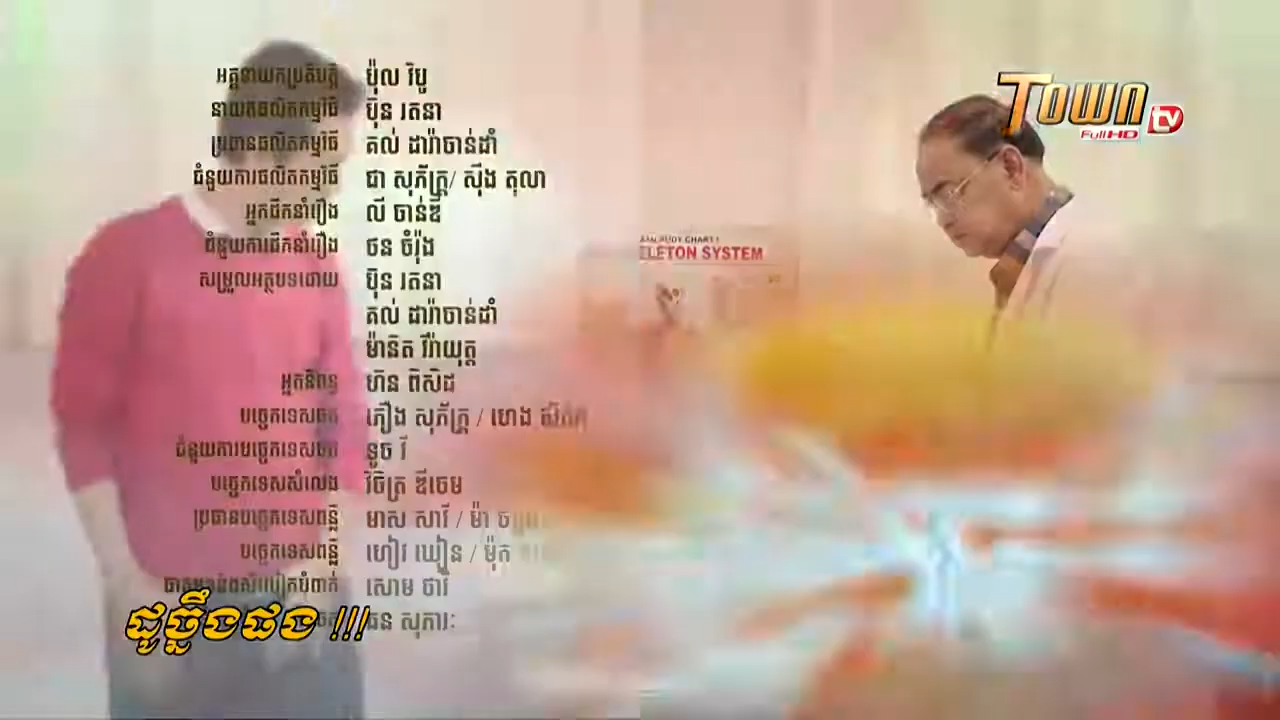 អគ្គនាយកប្រតិបត្តិ ប៉ុល វិបូ
នាយកផលិតកម្មវិធី ប៊ុន រតនា
ប្រធានផលិតកម្មវិធី គល់ ដារ៉ាចាន់ដាំ
ជំនួយការផលិតកម្មវិធី ជា សុភ័ក្ត្រ/ ស៊ឹង តុលា
អ្នកដឹកនាំរឿង លី ចាន់ឌី
ជំនួយការដឹកនាំរឿង ថន ចំរ៉ុង
សម្រួលអត្ថបទដោយ ប៊ុន រតនា
គល់ ដារ៉ាចាន់ដាំ
ម៉ានិត វីរ៉ាយុត្ត
អ្នកនិពន្ធ ហ៊ន ពិសិដ
បច្ចេកទេសផត ភឿង សុភ័ក្ត្រ / ហេង
ជំនួយការបច្ចេកទេស ទូច រី
បច្ចេកទេសសំលេង វិចិត្រ ឌីចេម
ប្រធានបច្ចេកទេសពន្លឺ មាស សារី / ម៉ា
បច្ចេកទេសពន្លឺ ហៀវ ឃឿន / ម៉ុក
សោម ថាវី
ឆន សុភារៈ
ដូច្នឹងផង !!!
ELETON SYSTEM
TOWN tv
Full HD